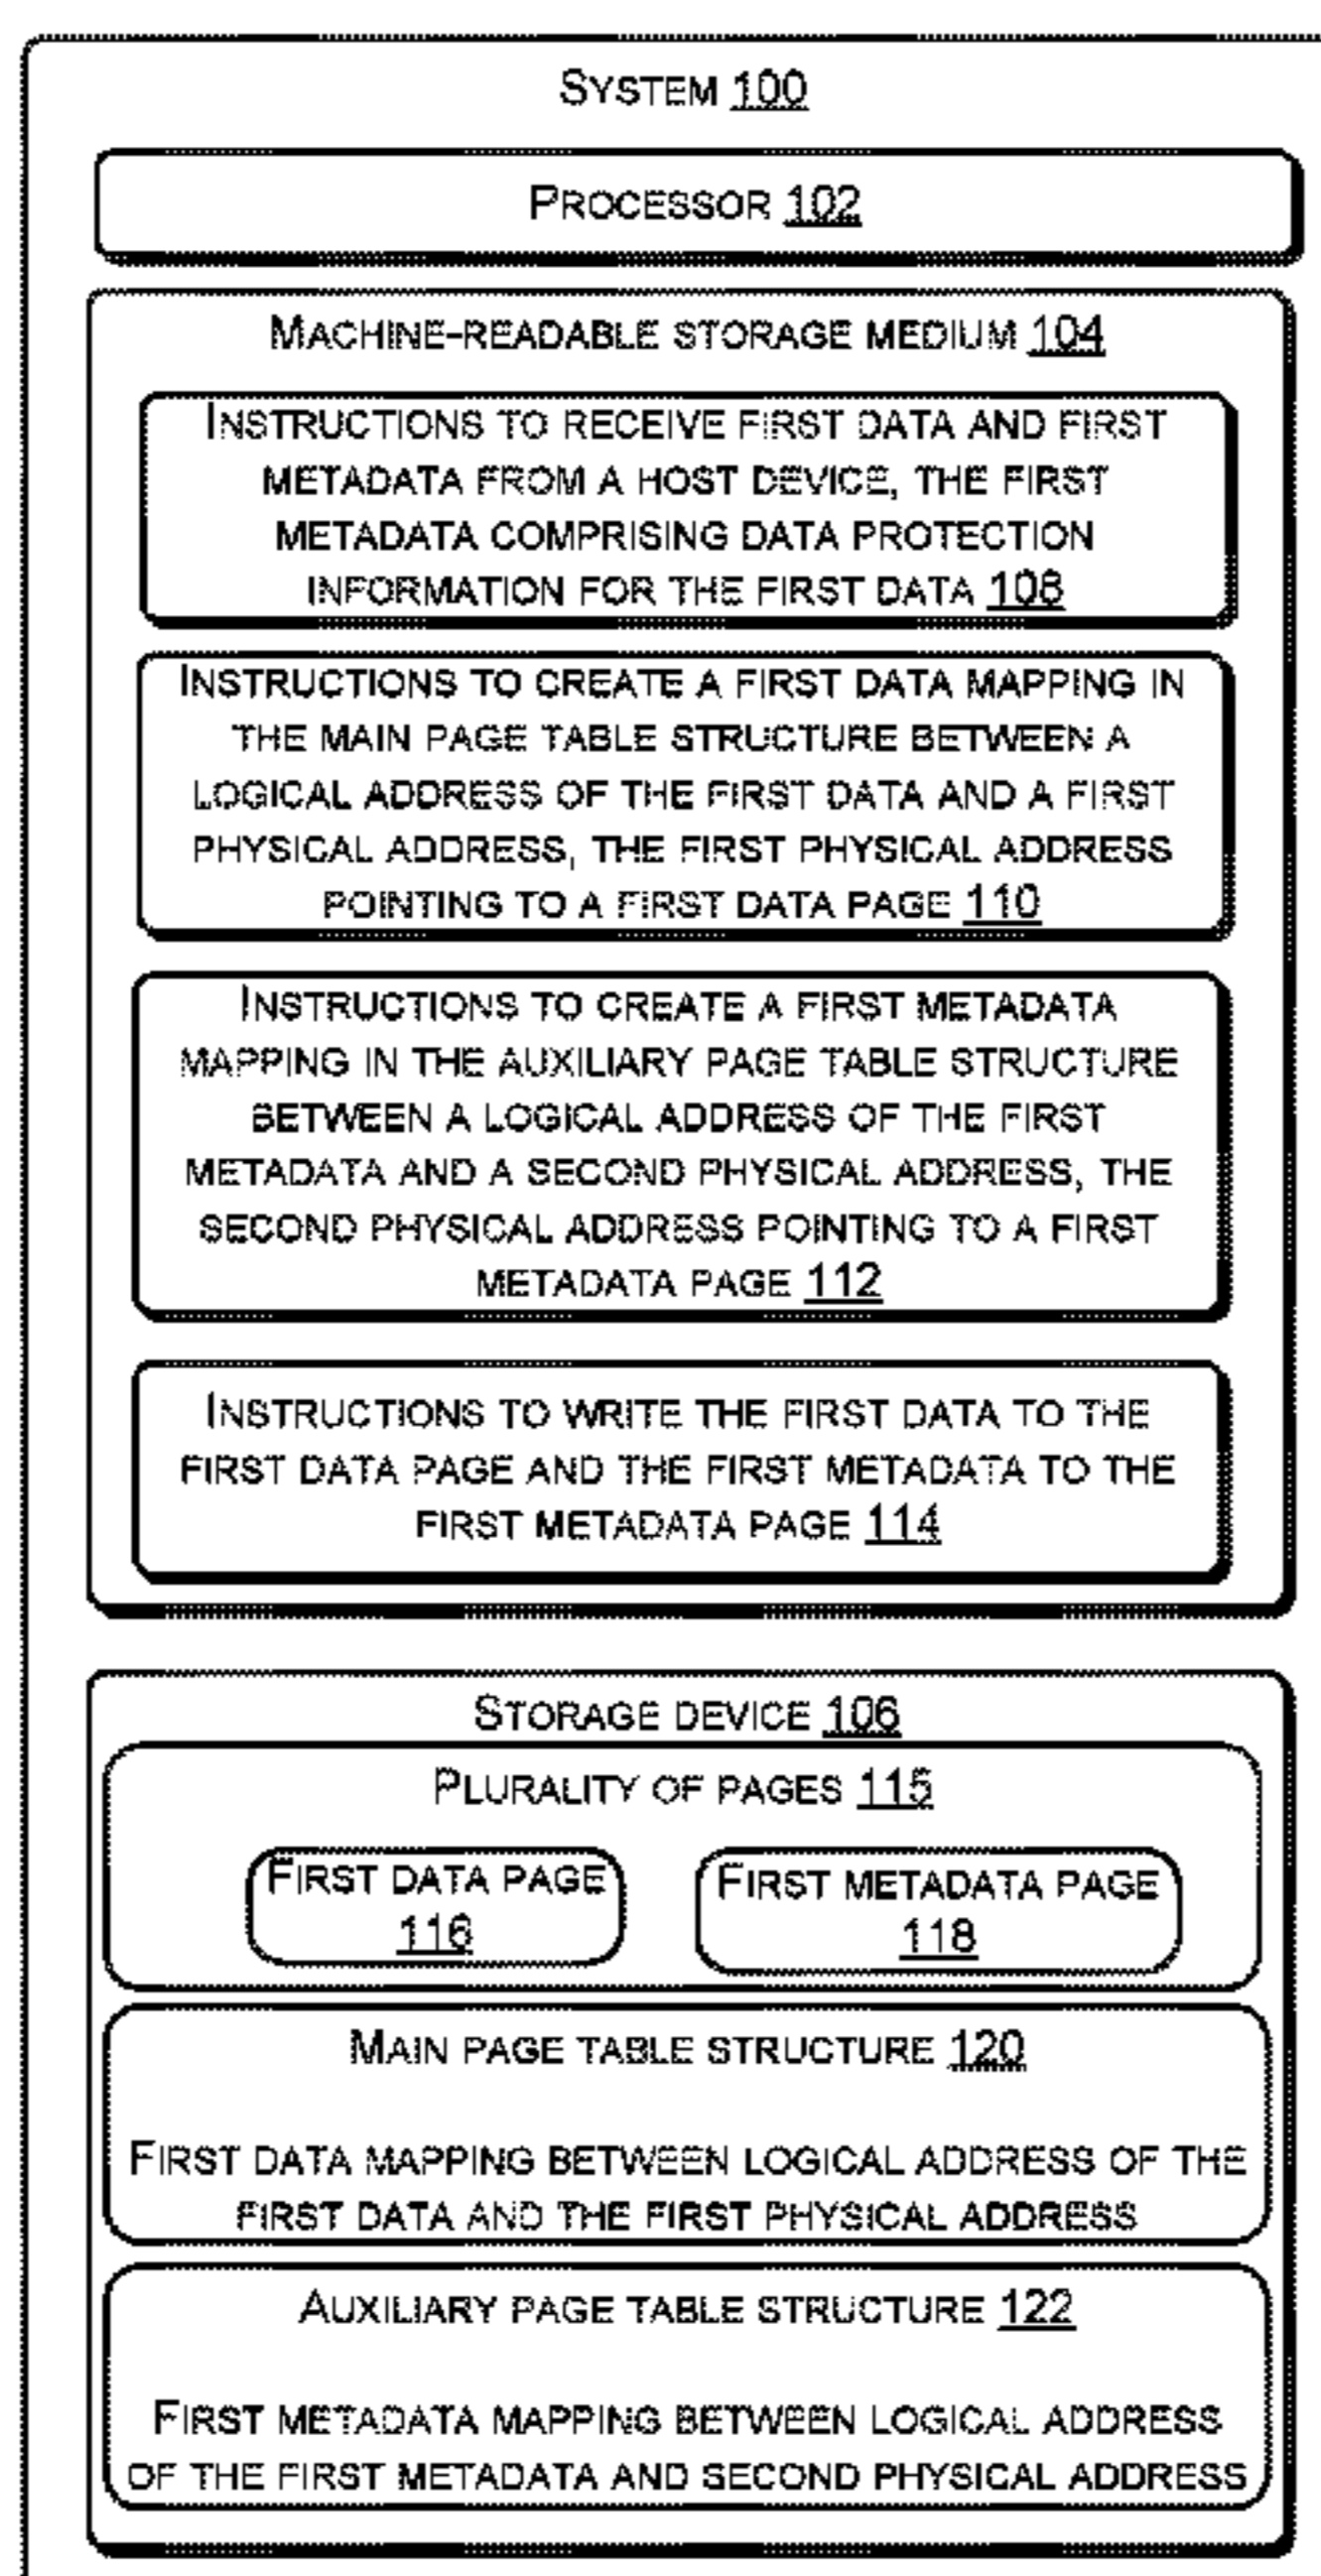 SYSTEM 100
PROCESSOR 102
MACHINE-READABLE STORAGE MEDIUM 104
INSTRUCTIONS TO RECEIVE FIRST DATA AND FIRST
METADATA FROM A HOST DEVICE, THE FIRST
METADATA COMPRISING DATA PROTECTION
INFORMATION FOR THE FIRST DATA 108
INSTRUCTIONS TO CREATE A FIRST DATA MAPPING IN
THE MAIN PAGE TABLE STRUCTURE BETWEEN A
LOGICAL ADDRESS OF THE FIRST DATA AND A FIRST
PHYSICAL ADDRESS, THE FIRST PHYSICAL ADDRESS
POINTING TO A FIRST DATA PAGE 110
INSTRUCTIONS TO CREATE A FIRST METADATA
MAPPING IN THE AUXILIARY PAGE TABLE STRUCTURE
BETWEEN A LOGICAL ADDRESS OF THE FIRST
METADATA AND A SECOND PHYSICAL ADDRESS, THE
SECOND PHYSICAL ADDRESS POINTING TO A FIRST
METADATA PAGE 112
INSTRUCTIONS TO WRITE THE FIRST DATA TO THE
FIRST DATA PAGE AND THE FIRST METADATA TO THE
FIRST METADATA PAGE 114
STORAGE DEVICE 106
PLURALITY OF PAGES 115
FIRST DATA PAGE
116
FIRST METADATA PAGE
118
MAIN PAGE TABLE STRUCTURE 120
FIRST DATA MAPPING BETWEEN LOGICAL ADDRESS OF THE
FIRST DATA AND THE FIRST PHYSICAL ADDRESS
AUXILIARY PAGE TABLE STRUCTURE 122
FIRST METADATA MAPPING BETWEEN LOGICAL ADDRESS
OF THE FIRST METADATA AND SECOND PHYSICAL ADDRESS